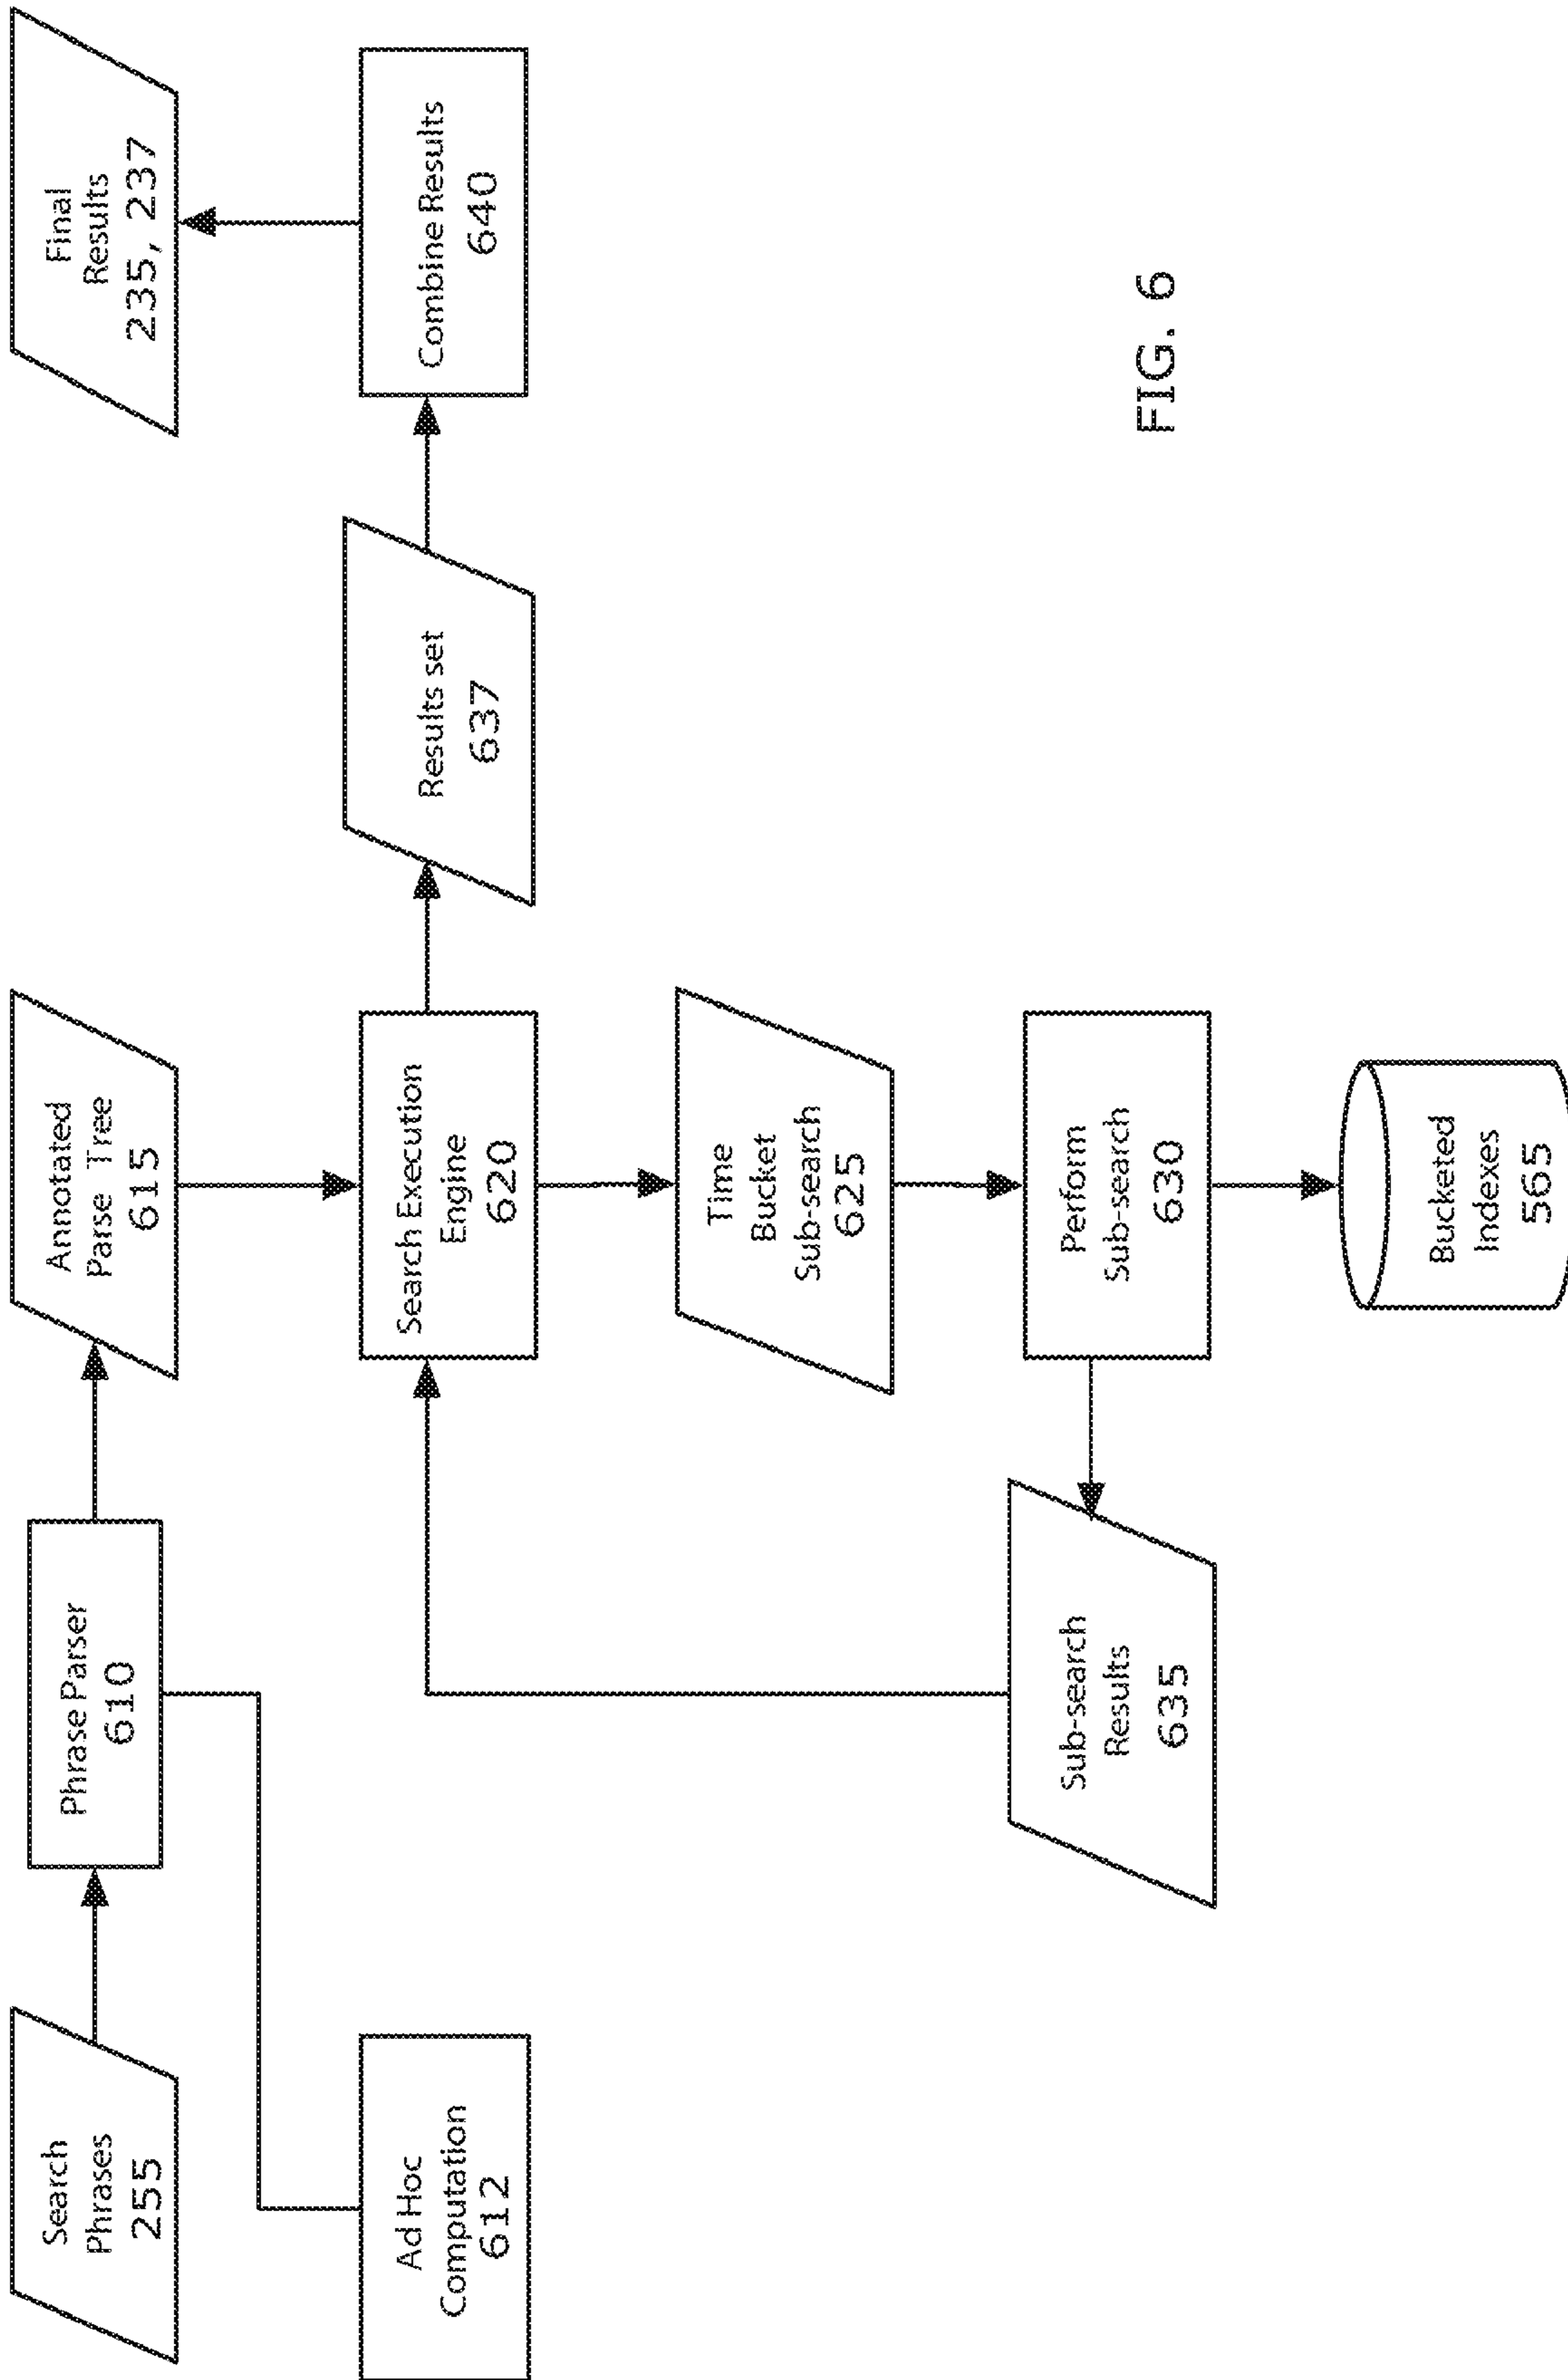 Search
Phrases
255
Phrase Parser
610
Annotated
Parse Tree
615
Final
Results
235, 237
Ad Hoc
Computation
612
Search Execution
Engine
620
Results set
637
Combine Results
640
Time
Bucket
Sub-search
625
Sub-search
Results
635
Perform
Sub-search
630
Bucketed
Indexes
565
FIG. 6